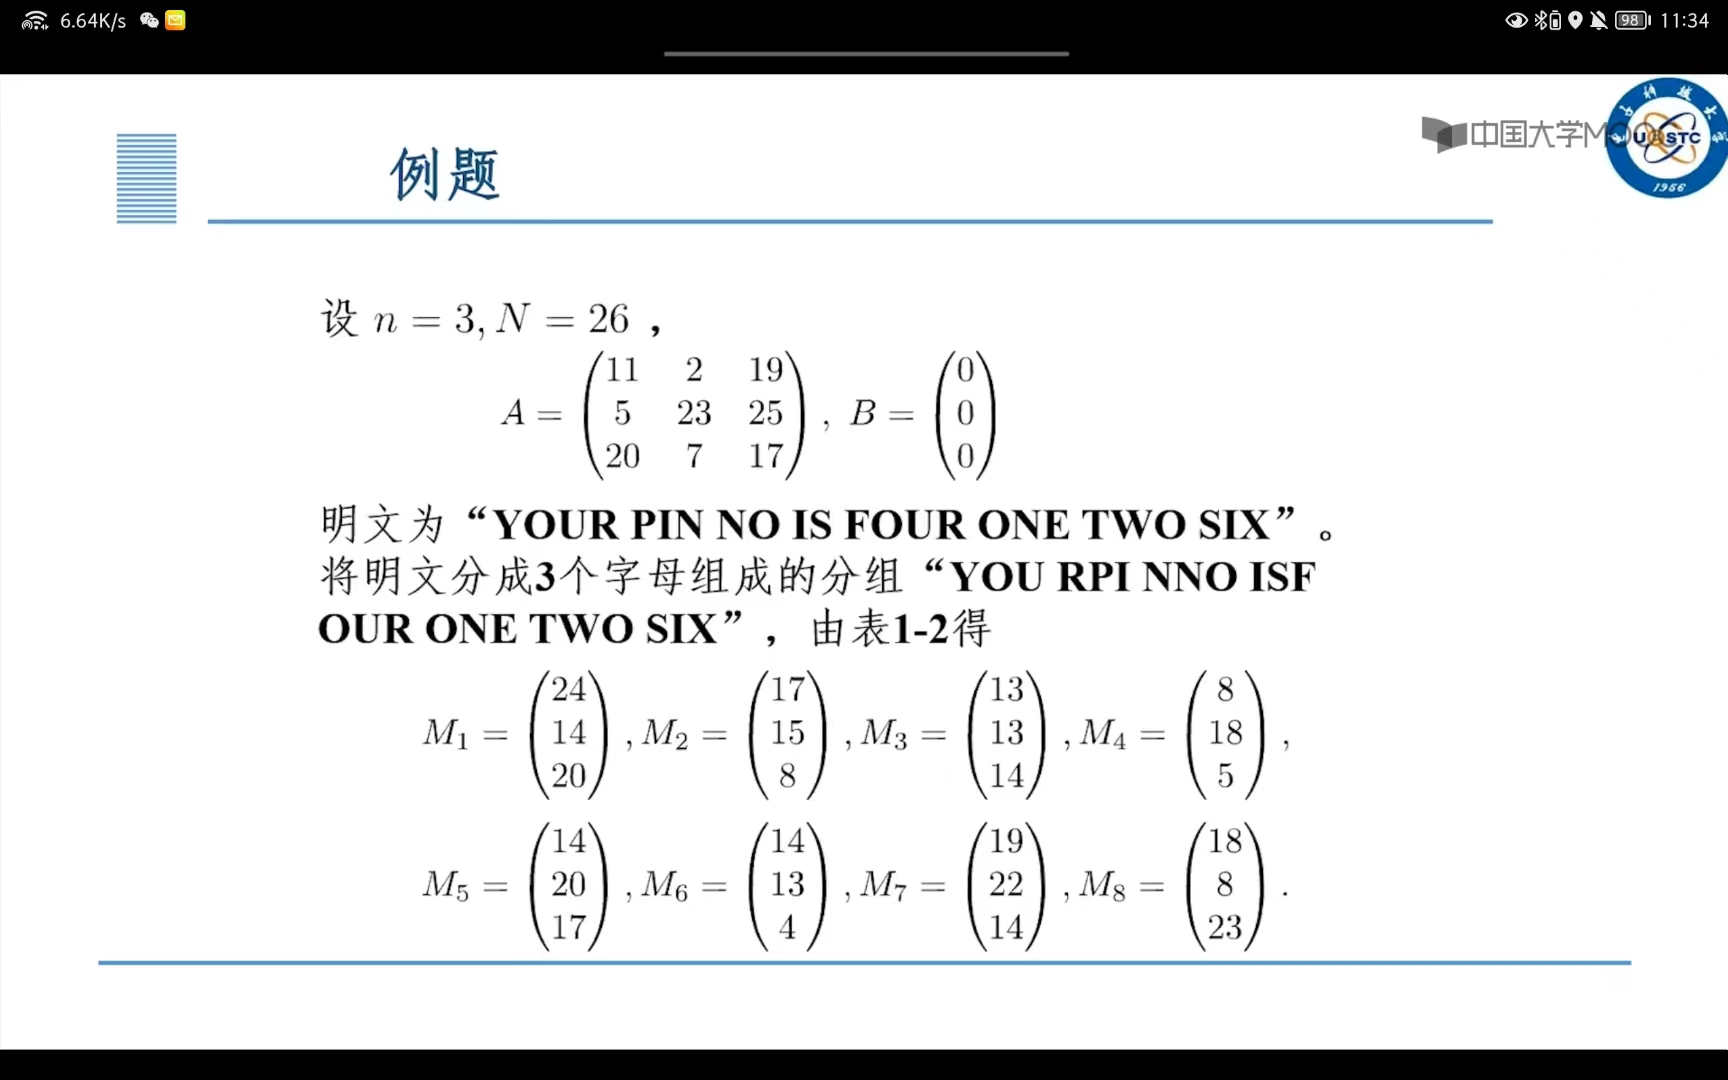 6.64K/s 98 11:34
中国大学MOOC
UESTC
1956
例题
设 n = 3, N = 26，
A = \begin{pmatrix} 11 & 2 & 19 \\ 5 & 23 & 25 \\ 20 & 7 & 17 \end{pmatrix}, B = \begin{pmatrix} 0 \\ 0 \\ 0 \end{pmatrix}
明文为“YOUR PIN NO IS FOUR ONE TWO SIX”。
将明文分成3个字母组成的分组“YOU RPI NNO ISF
OUR ONE TWO SIX”，由表1-2得
M_1 = \begin{pmatrix} 24 \\ 14 \\ 20 \end{pmatrix}, M_2 = \begin{pmatrix} 17 \\ 15 \\ 8 \end{pmatrix}, M_3 = \begin{pmatrix} 13 \\ 13 \\ 14 \end{pmatrix}, M_4 = \begin{pmatrix} 8 \\ 18 \\ 5 \end{pmatrix},
M_5 = \begin{pmatrix} 14 \\ 20 \\ 17 \end{pmatrix}, M_6 = \begin{pmatrix} 14 \\ 13 \\ 4 \end{pmatrix}, M_7 = \begin{pmatrix} 19 \\ 22 \\ 14 \end{pmatrix}, M_8 = \begin{pmatrix} 18 \\ 8 \\ 23 \end{pmatrix}.